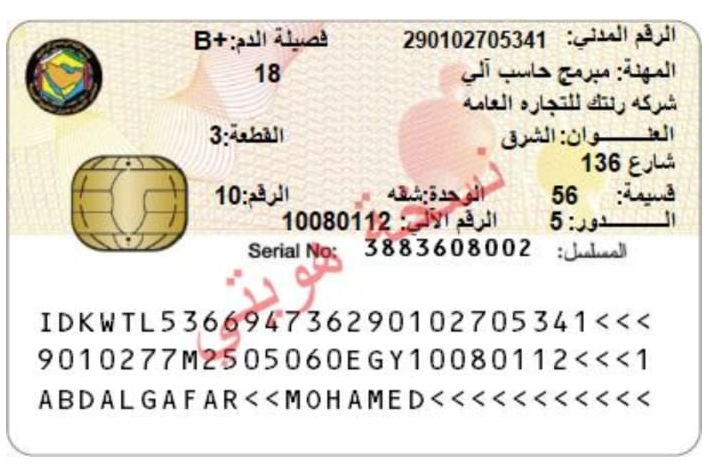 الرقم المدني: 290102705341 فصيلة الدم:+B
المهنة: مبرمج حاسب آلي 18
شركه رنتك للتجاره العامه
العنـــوان: الشرق القطعة:3
شارع 136
قسيمة: 56 الوحدة:شقه الرقم:10
الـــــدور: 5 الرقم الآلي: 10080112
المسلسل: 3883608002 Serial No:
نسخة هويتي
IDKWTL536694736290102705341<<<
9010277M2505060EGY10080112<<<1
ABDALGAFAR<<MOHAMED<<<<<<<<<<<